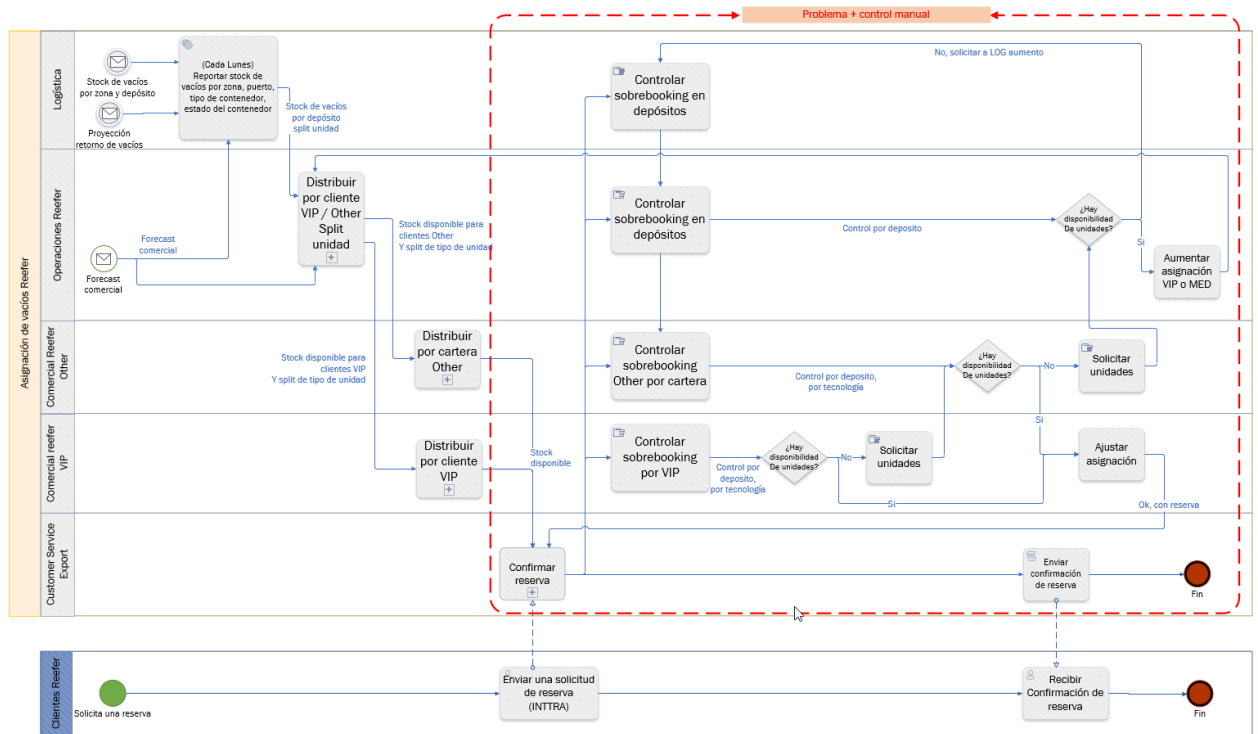 Problema + control manual
Asignación de vacíos Reefer
Logística
Stock de vacíos
por zona y depósito
Proyección
retorno de vacíos
(Cada Lunes)
Reportar stock de
vacíos por zona, puerto,
tipo de contenedor,
estado del contenedor
Stock de vacíos
por depósito
split unidad
Controlar
sobrebooking en
depósitos
No, solicitar a LOG aumento
Operaciones Reefer
Forecast
comercial
Forecast
comercial
Distribuir
por cliente
VIP / Other
Split
unidad
Stock disponible para
clientes Other
Y split de tipo de unidad
Controlar
sobrebooking en
depósitos
Control por deposito
¿Hay
disponibilidad
De unidades?
Si
Aumentar
asignación
VIP o MED
Comercial Reefer
Other
Stock disponible para
clientes VIP
Y split de tipo de unidad
Distribuir
por cartera
Other
Controlar
sobrebooking
Other por cartera
Control por deposito,
por tecnología
¿Hay
disponibilidad
De unidades?
No
Solicitar
unidades
Si
Comercial reefer
VIP
Distribuir
por cliente
VIP
Stock
disponible
Controlar
sobrebooking
por VIP
Control por
deposito,
por tecnología
¿Hay
disponibilidad
De unidades?
No
Solicitar
unidades
Si
Ajustar
asignación
Ok, con reserva
Customer Service
Export
Confirmar
reserva
Enviar
confirmación
de reserva
Fin
Clientes Reefer
Solicita una reserva
Enviar una solicitud
de reserva
(INTTRA)
Recibir
Confirmación de
reserva
Fin